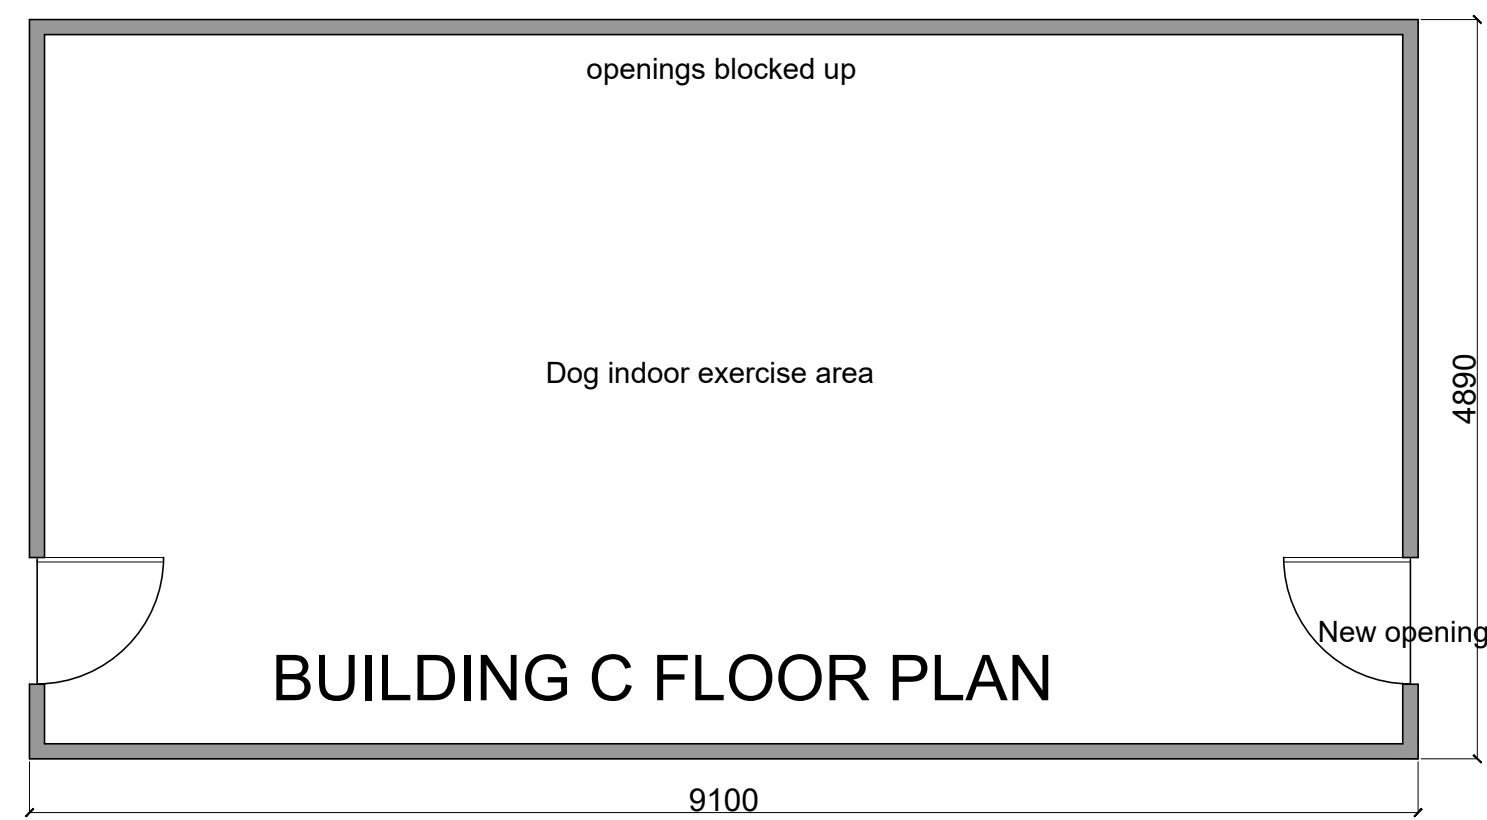 openings blocked up
Dog indoor exercise area
4890
New opening
BUILDING C FLOOR PLAN
9100